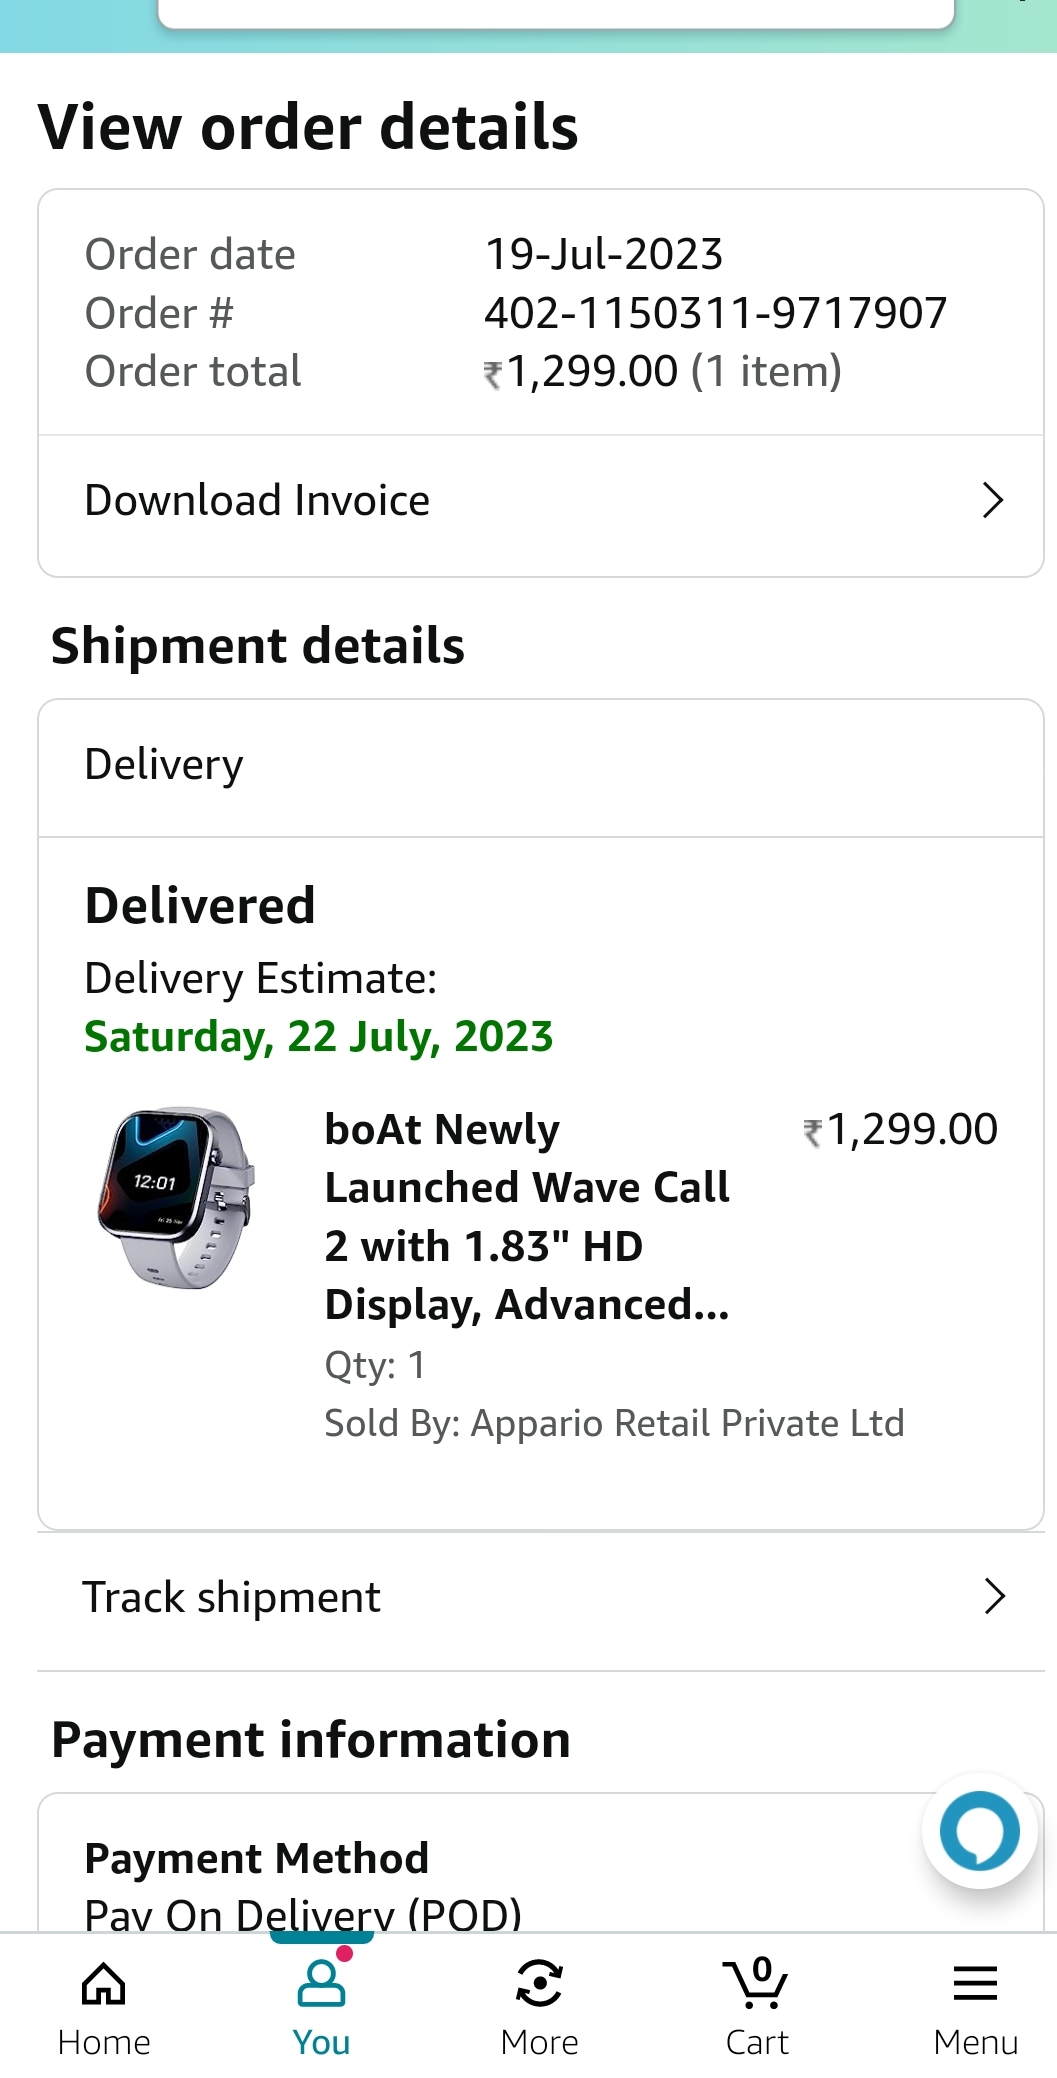 View order details
Order date 19-Jul-2023
Order # 402-1150311-9717907
Order total ₹1,299.00 (1 item)
Download Invoice
Shipment details
Delivery
Delivered
Delivery Estimate:
Saturday, 22 July, 2023
12:01
boAt Newly ₹1,299.00
Launched Wave Call
2 with 1.83" HD
Display, Advanced...
Qty: 1
Sold By: Appario Retail Private Ltd
Track shipment
Payment information
Payment Method
Pay On Delivery (POD)
0
Home You More Cart Menu